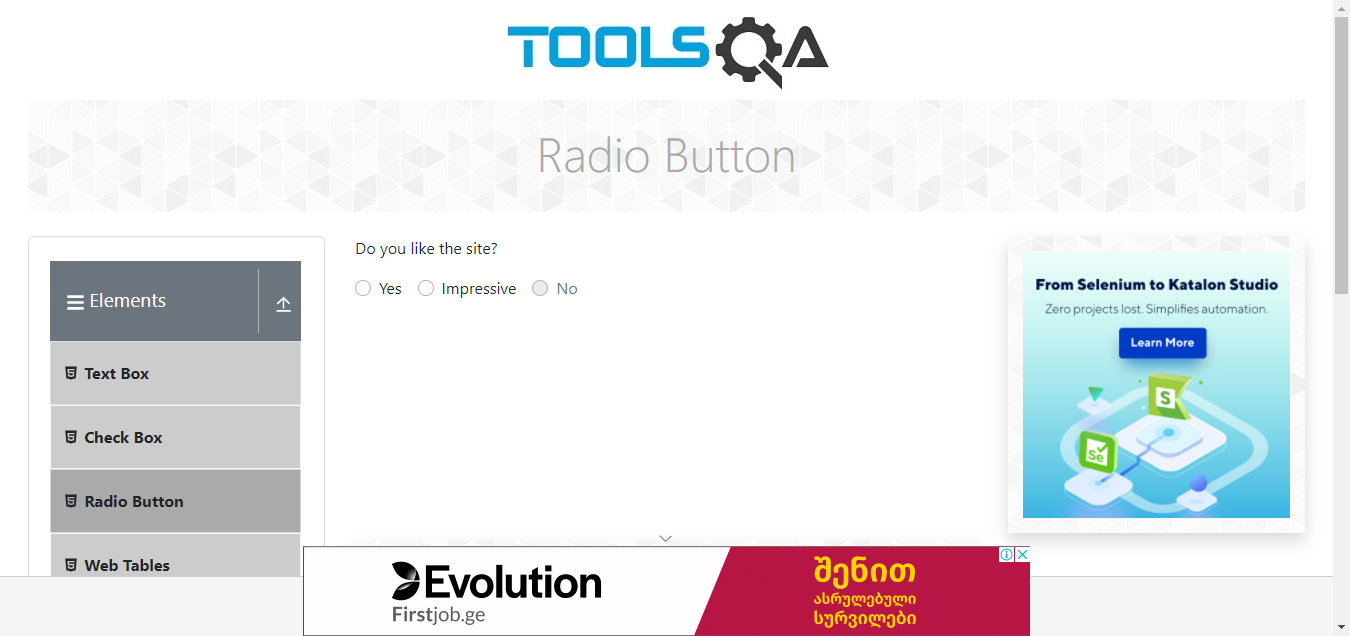 TOOLSQA
Radio Button
Elements
Text Box
Check Box
Radio Button
Web Tables
Do you like the site?
Yes Impressive No
From Selenium to Katalon Studio
Zero projects lost. Simplifies automation.
Learn More
S
Se
Evolution
Firstjob.ge
შენით
ასრულებული
სურვილები